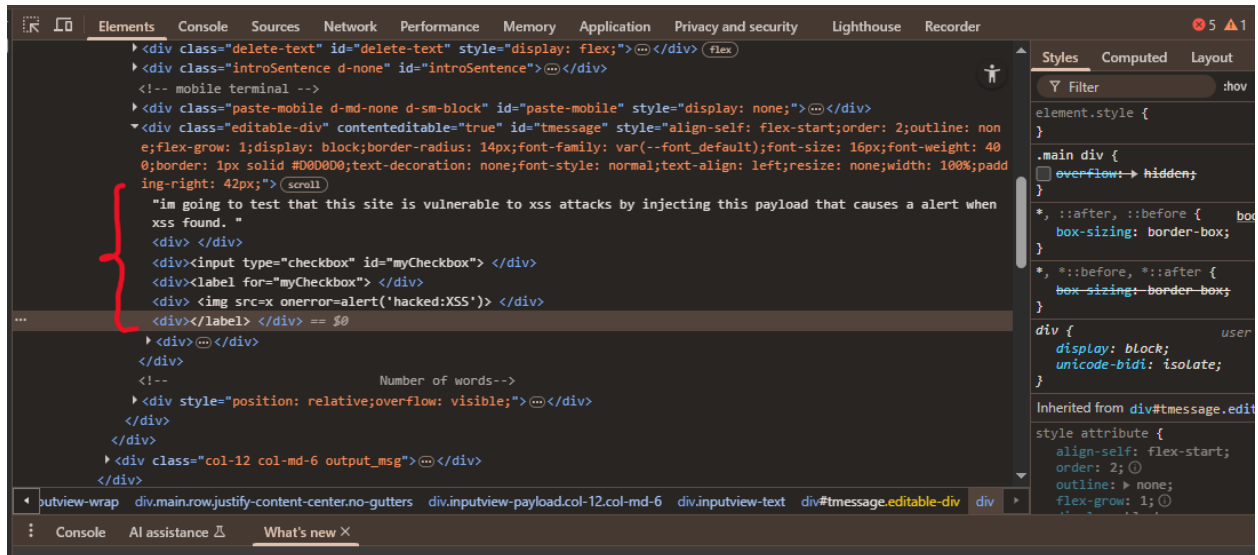 Elements Console Sources Network Performance Memory Application Privacy and security Lighthouse Recorder 5 1
<div class="delete-text" id="delete-text" style="display: flex;">…</div> flex
<div class="introSentence d-none" id="introSentence">…</div>
<!-- mobile terminal -->
<div class="paste-mobile d-md-none d-sm-block" id="paste-mobile" style="display: none;">…</div>
<div class="editable-div" contenteditable="true" id="tmessage" style="align-self: flex-start;order: 2;outline: non
e;flex-grow: 1;display: block;border-radius: 14px;font-family: var(--font_default);font-size: 16px;font-weight: 40
0;border: 1px solid #D0D0D0;text-decoration: none;font-style: normal;text-align: left;resize: none;width: 100%;padd
ing-right: 42px;"> scroll
"im going to test that this site is vulnerable to xss attacks by injecting this payload that causes a alert when
xss found. "
<div> </div>
<div><input type="checkbox" id="myCheckbox"> </div>
<div><label for="myCheckbox"> </div>
<div> <img src=x onerror=alert('hacked:XSS')> </div>
… <div></label> </div> == $0
<div>…</div>
</div>
<!-- Number of words-->
<div style="position: relative;overflow: visible;">…</div>
</div>
</div>
<div class="col-12 col-md-6 output_msg">…</div>
</div>
outview-wrap div.main.row.justify-content-center.no-gutters div.inputview-payload.col-12.col-md-6 div.inputview-text div#tmessage.editable-div div
Console AI assistance What's new ×
Styles Computed Layout
Filter :hov
element.style {
}
.main div {
overflow: hidden;
}
*, ::after, ::before { boo
box-sizing: border-box;
}
*, *::before, *::after {
box-sizing: border-box;
}
div { user
display: block;
unicode-bidi: isolate;
}
Inherited from div#tmessage.edit
style attribute {
align-self: flex-start;
order: 2;
outline: none;
flex-grow: 1;